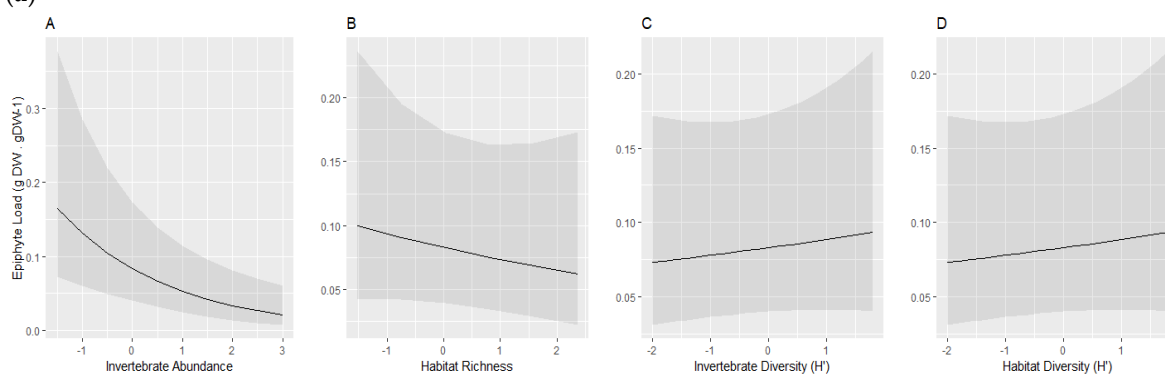 (a)
A
B
C
D
Epiphyte Load (g DW . gDW-1)
0.3
0.2
0.1
0.0
0.20
0.15
0.10
0.05
0.20
0.15
0.10
0.05
0.20
0.15
0.10
0.05
-1 0 1 2 3
-1 0 1 2
-2 -1 0 1
-2 -1 0 1
Invertebrate Abundance
Habitat Richness
Invertebrate Diversity (H')
Habitat Diversity (H')